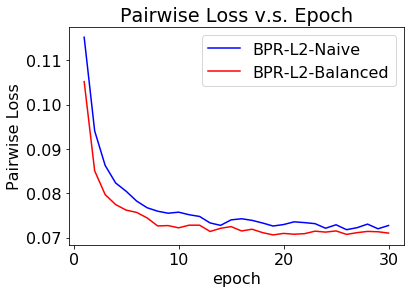 Pairwise Loss v.s. Epoch
BPR-L2-Naive
BPR-L2-Balanced
Pairwise Loss
0.11
0.10
0.09
0.08
0.07
0
10
20
30
epoch